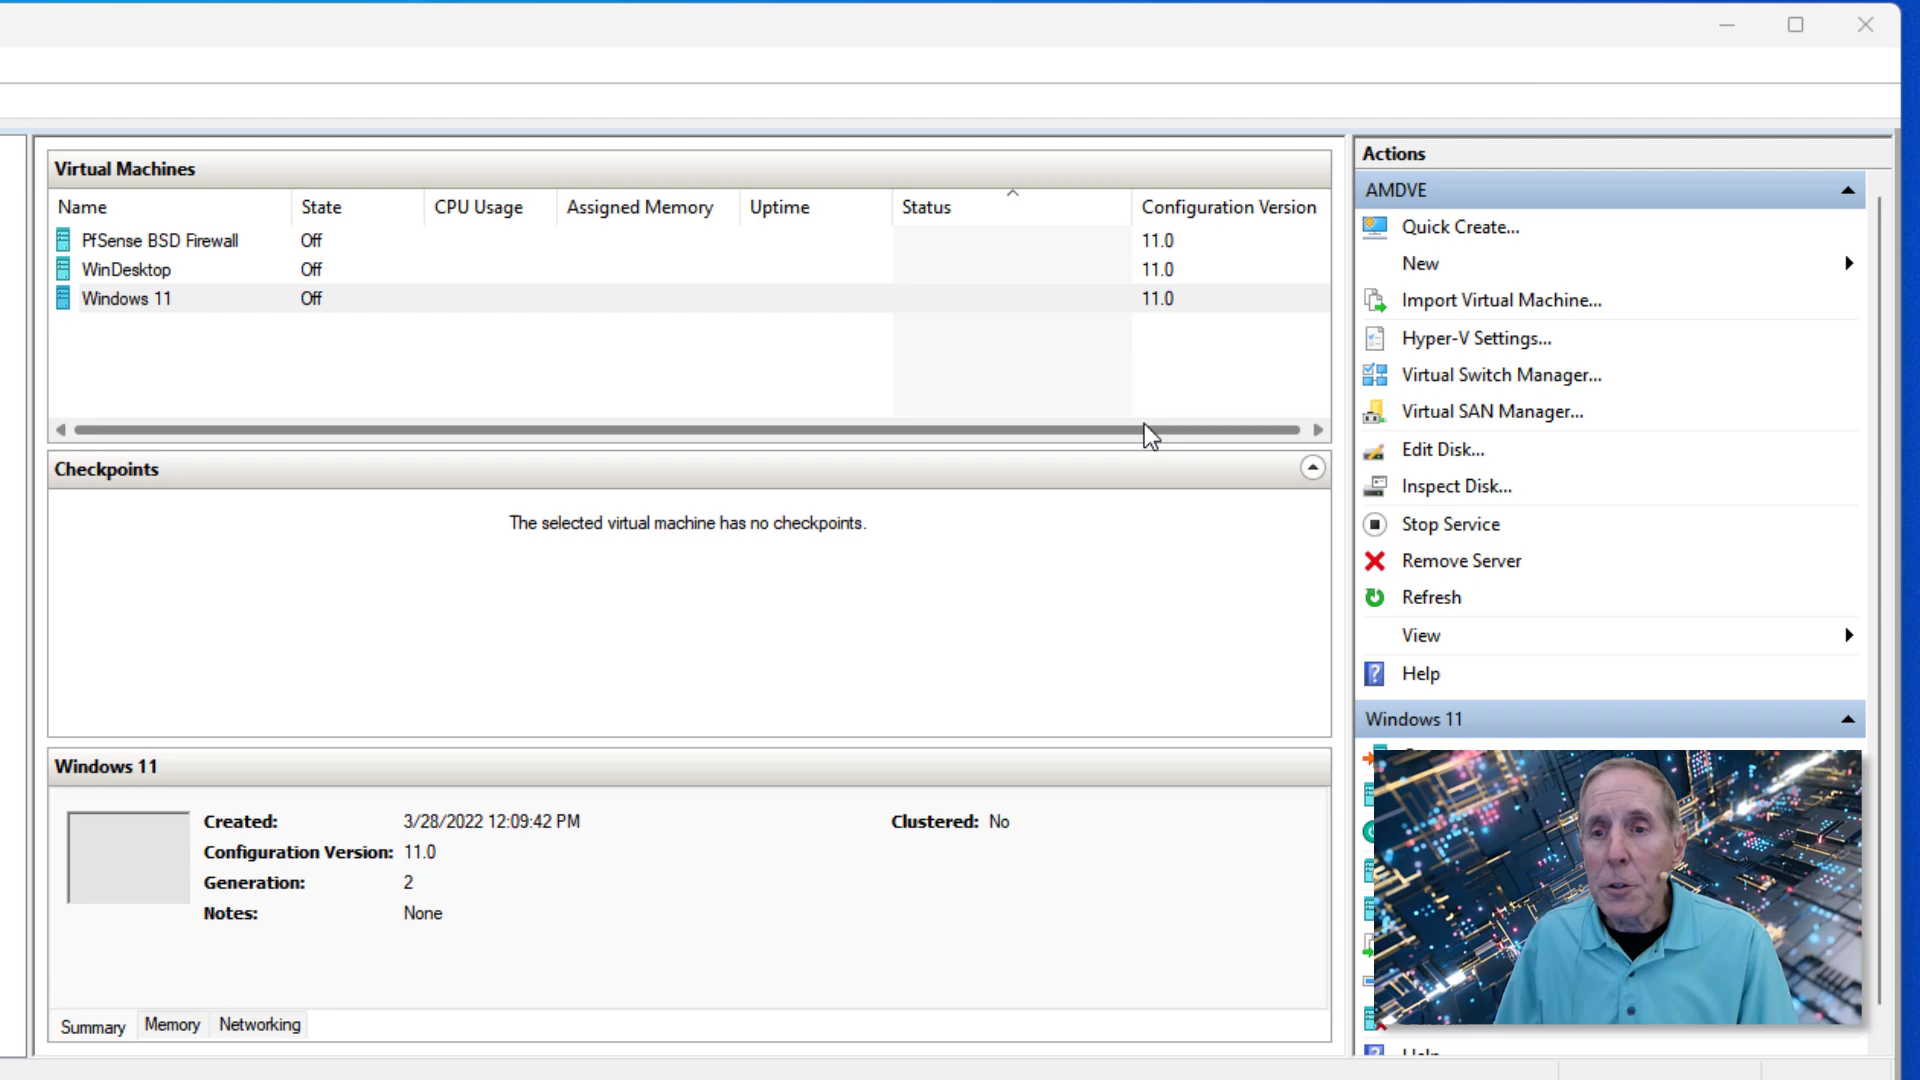 Virtual Machines
Name State CPU Usage Assigned Memory Uptime Status Configuration Version
PfSense BSD Firewall Off 11.0
WinDesktop Off 11.0
Windows 11 Off 11.0
Checkpoints
The selected virtual machine has no checkpoints.
Windows 11
Created: 3/28/2022 12:09:42 PM Clustered: No
Configuration Version: 11.0
Generation: 2
Notes: None
Summary Memory Networking
Actions
AMDVE
Quick Create...
New
Import Virtual Machine...
Hyper-V Settings...
Virtual Switch Manager...
Virtual SAN Manager...
Edit Disk...
Inspect Disk...
Stop Service
Remove Server
Refresh
View
Help
Windows 11